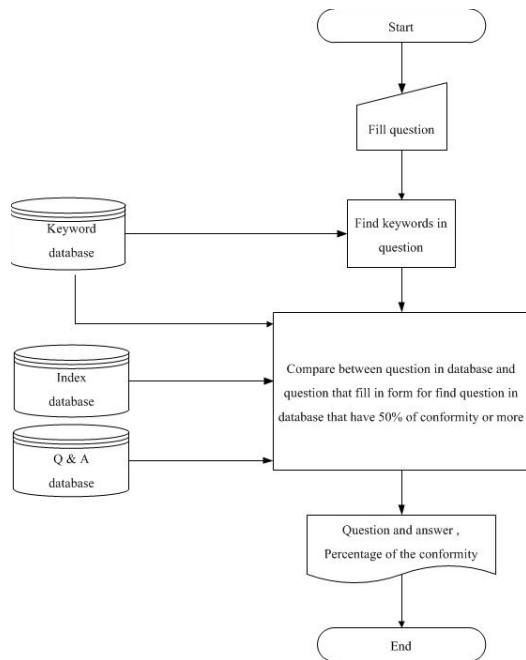 Start
Fill question
Keyword
database
Find keywords in
question
Index
database
Compare between question in database and
question that fill in form for find question in
database that have 50% of conformity or more
Q & A
database
Question and answer ,
Percentage of the conformity
End